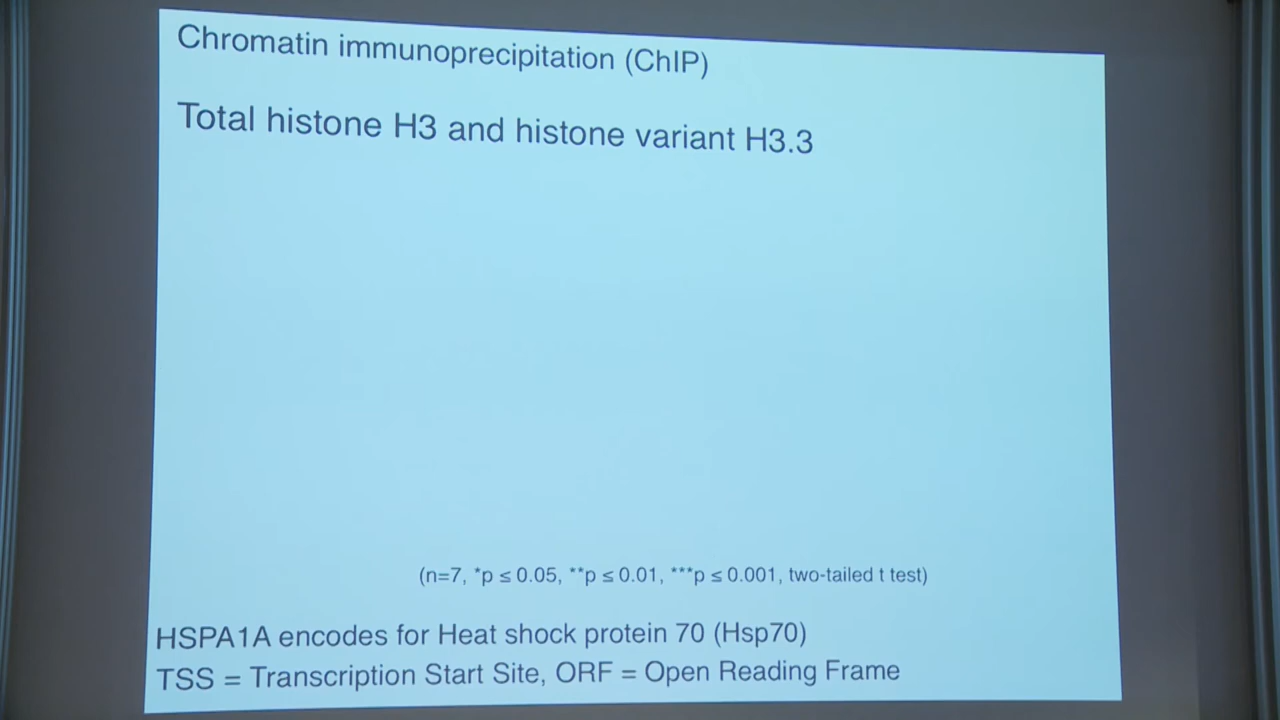 Chromatin immunoprecipitation (ChIP)
Total histone H3 and histone variant H3.3
(n=7, *p ≤ 0.05, **p ≤ 0.01, ***p ≤ 0.001, two-tailed t test)
HSPA1A encodes for Heat shock protein 70 (Hsp70)
TSS = Transcription Start Site, ORF = Open Reading Frame